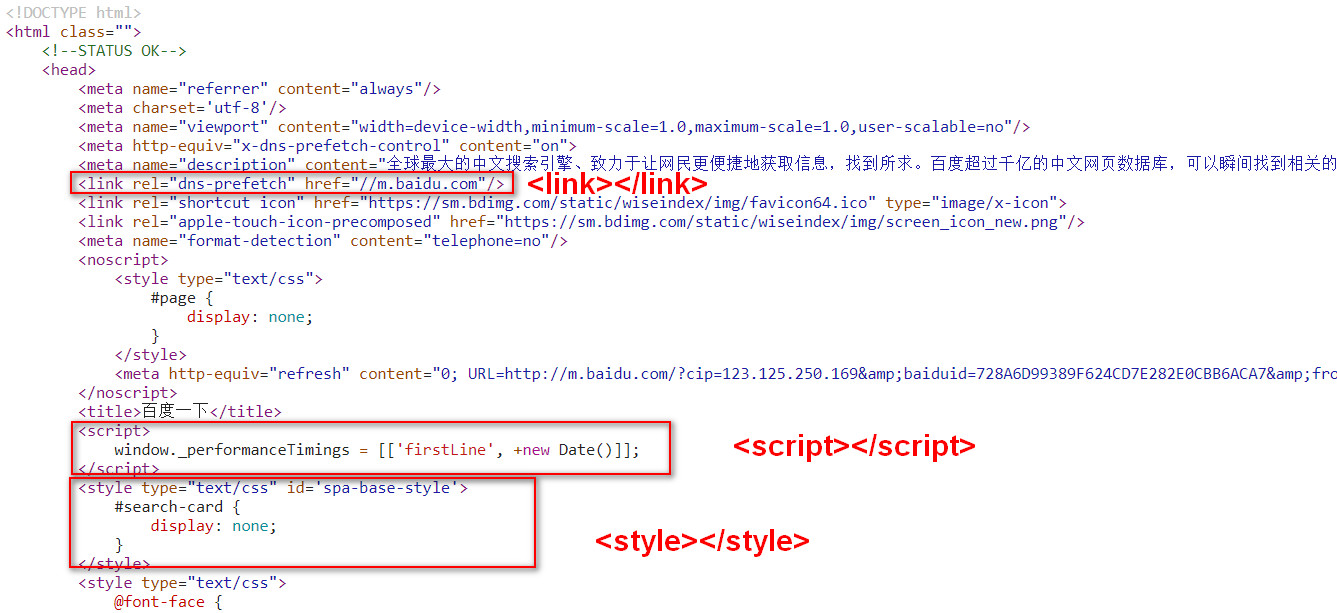 <!DOCTYPE html>
<html class="">
<!--STATUS OK-->
<head>
<meta name="referrer" content="always"/>
<meta charset='utf-8'/>
<meta name="viewport" content="width=device-width,minimum-scale=1.0,maximum-scale=1.0,user-scalable=no"/>
<meta http-equiv="x-dns-prefetch-control" content="on">
<meta name="description" content="全球最大的中文搜索引擎、致力于让网民更便捷地获取信息，找到所求。百度超过千亿的中文网页数据库，可以瞬间找到相关的
<link rel="dns-prefetch" href="//m.baidu.com"/> <link></link>
<link rel="shortcut icon" href="https://sm.bdimg.com/static/wiseindex/img/favicon64.ico" type="image/x-icon">
<link rel="apple-touch-icon-precomposed" href="https://sm.bdimg.com/static/wiseindex/img/screen_icon_new.png"/>
<meta name="format-detection" content="telephone=no"/>
<noscript>
<style type="text/css">
#page {
display: none;
}
</style>
<meta http-equiv="refresh" content="0; URL=http://m.baidu.com/?cip=123.125.250.169&amp;baiduid=728A6D99389F624CD7E282E0CBB6ACA7&amp;fro
</noscript>
<title>百度一下</title>
<script>
window._performanceTimings = [['firstLine', +new Date()]]; <script></script>
</script>
<style type="text/css" id='spa-base-style'>
#search-card {
display: none;
} <style></style>
</style>
<style type="text/css">
@font-face {